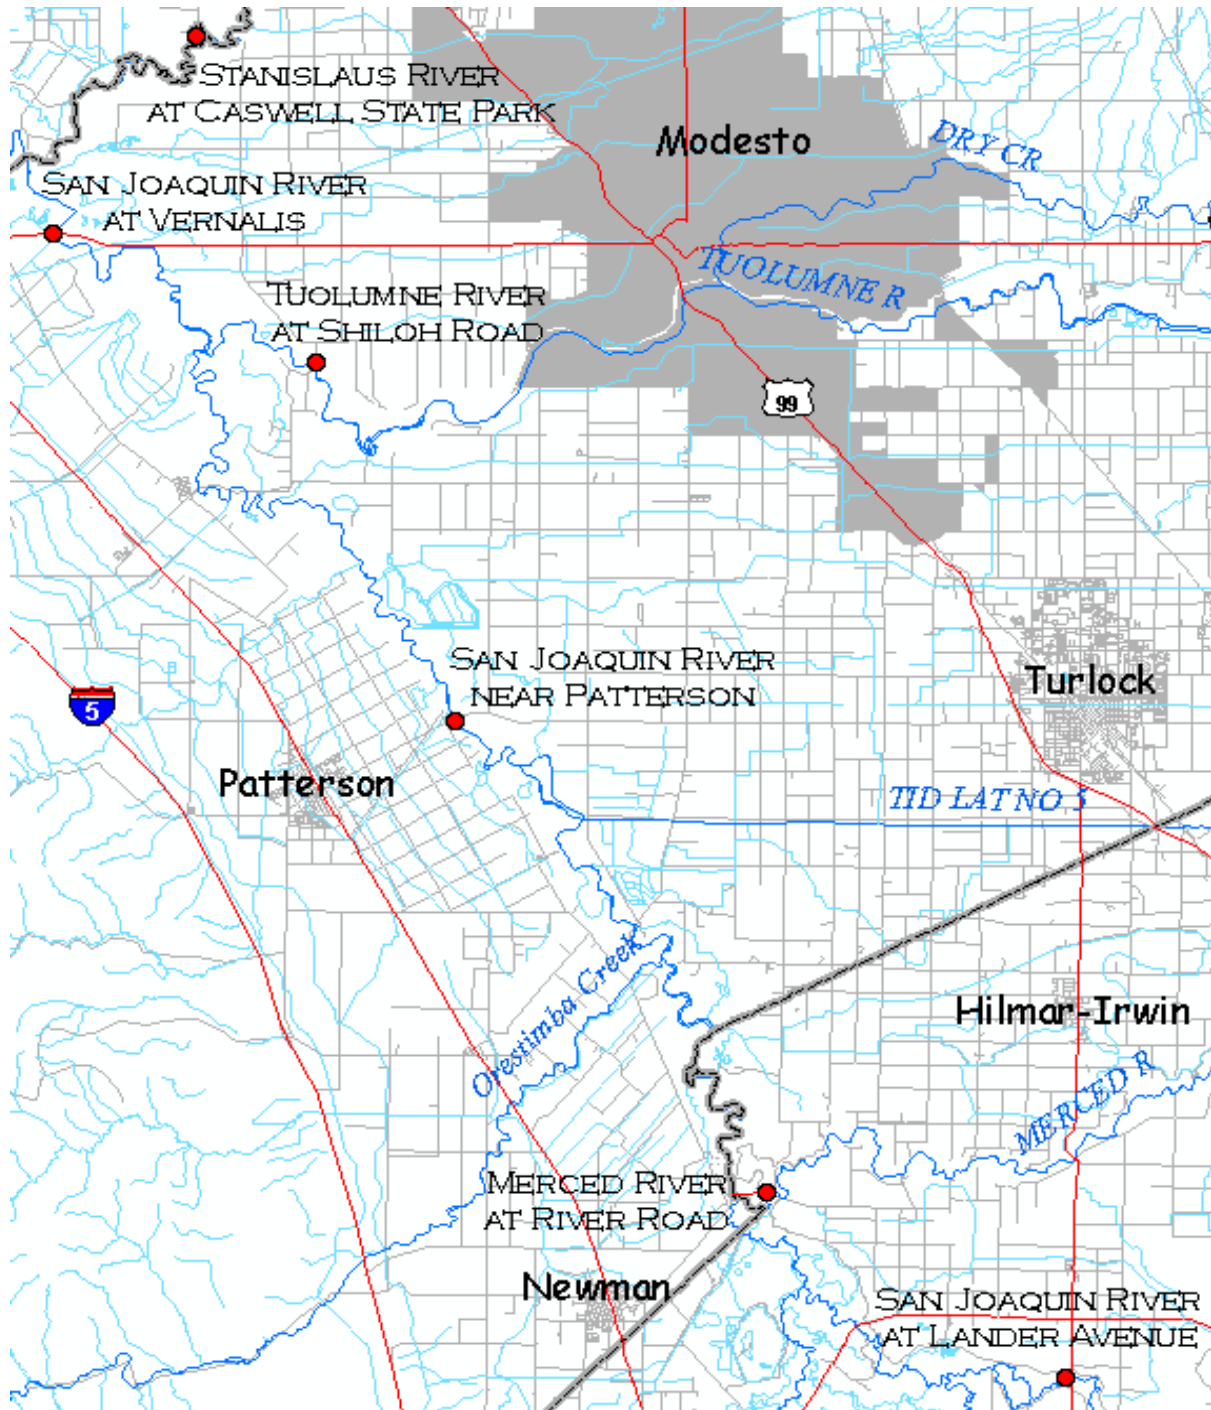 STANISLAUS RIVER
AT CASWELL STATE PARK
Modesto
DRY CR
SAN JOAQUIN RIVER
AT VERNALIS
TUOLUMNE R
TUOLUMNE RIVER
AT SHILOH ROAD
99
SAN JOAQUIN RIVER
NEAR PATTERSON
Turlock
5
Patterson
TID LAT NO 5
Orestimba Creek
Hilmar-Irwin
MERCED R
MERCED RIVER
AT RIVER ROAD
Newman
SAN JOAQUIN RIVER
AT LANDER AVENUE